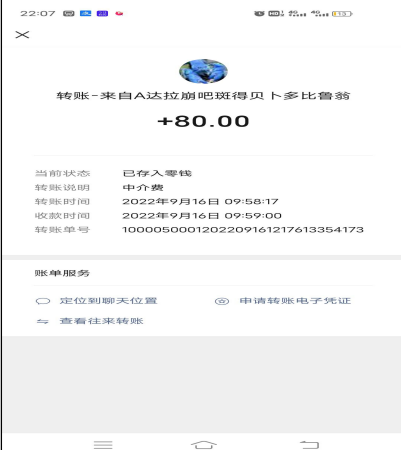 22:07
转账-来自A达拉崩吧斑得贝卜多比鲁翁
+80.00
当前状态 已存入零钱
转账说明 中介费
转账时间 2022年9月16日 09:58:17
收款时间 2022年9月16日 09:59:00
转账单号 1000050001202209161217613354173
账单服务
定位到聊天位置 申请转账电子凭证
查看往来转账